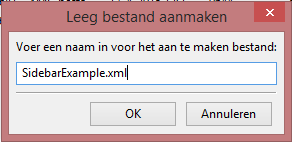 Leeg bestand aanmaken
Voer een naam in voor het aan te maken bestand:
SidebarExample.xml
OK
Annuleren